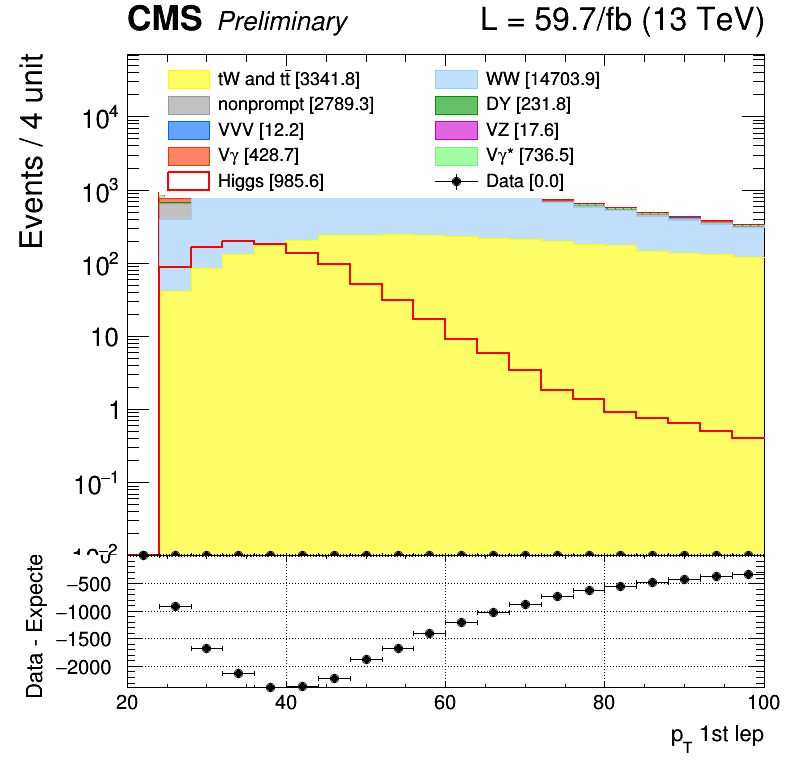 CMS Preliminary L = 59.7/fb (13 TeV)
Events / 4 unit
tW and tt̄ [3341.8] WW [14703.9]
nonprompt [2789.3] DY [231.8]
VVV [12.2] VZ [17.6]
Vγ [428.7] Vγ* [736.5]
Higgs [985.6] Data [0.0]
10⁴
10³
10²
10
1
10⁻¹
Data - Expecte
−500
−1000
−1500
−2000
20 40 60 80 100
p_T 1st lep